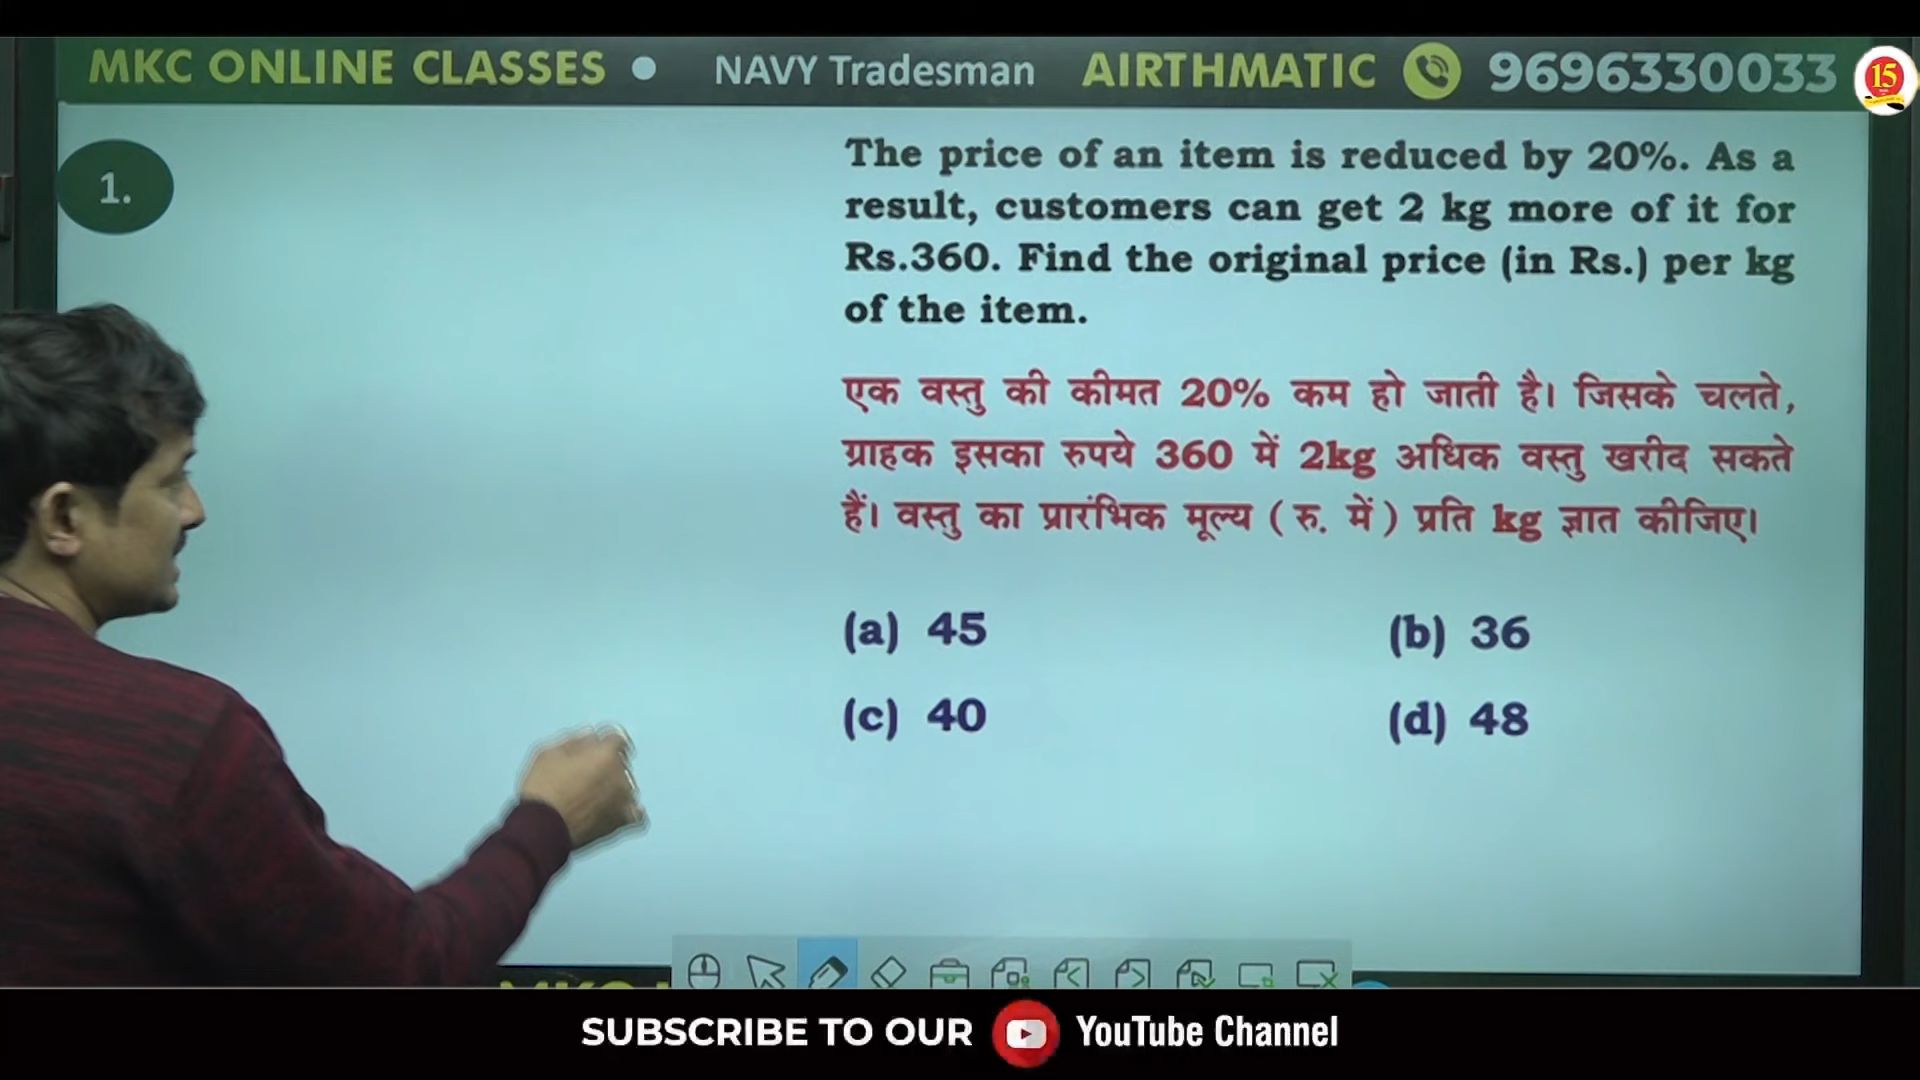 MKC ONLINE CLASSES • NAVY Tradesman AIRTHMATIC 9696330033
15
1.
The price of an item is reduced by 20%. As a
result, customers can get 2 kg more of it for
Rs.360. Find the original price (in Rs.) per kg
of the item.
एक वस्तु की कीमत 20% कम हो जाती है। जिसके चलते,
ग्राहक इसका रुपये 360 में 2kg अधिक वस्तु खरीद सकते
हैं। वस्तु का प्रारंभिक मूल्य (रु. में) प्रति kg ज्ञात कीजिए।
(a) 45 (b) 36
(c) 40 (d) 48
SUBSCRIBE TO OUR YouTube Channel